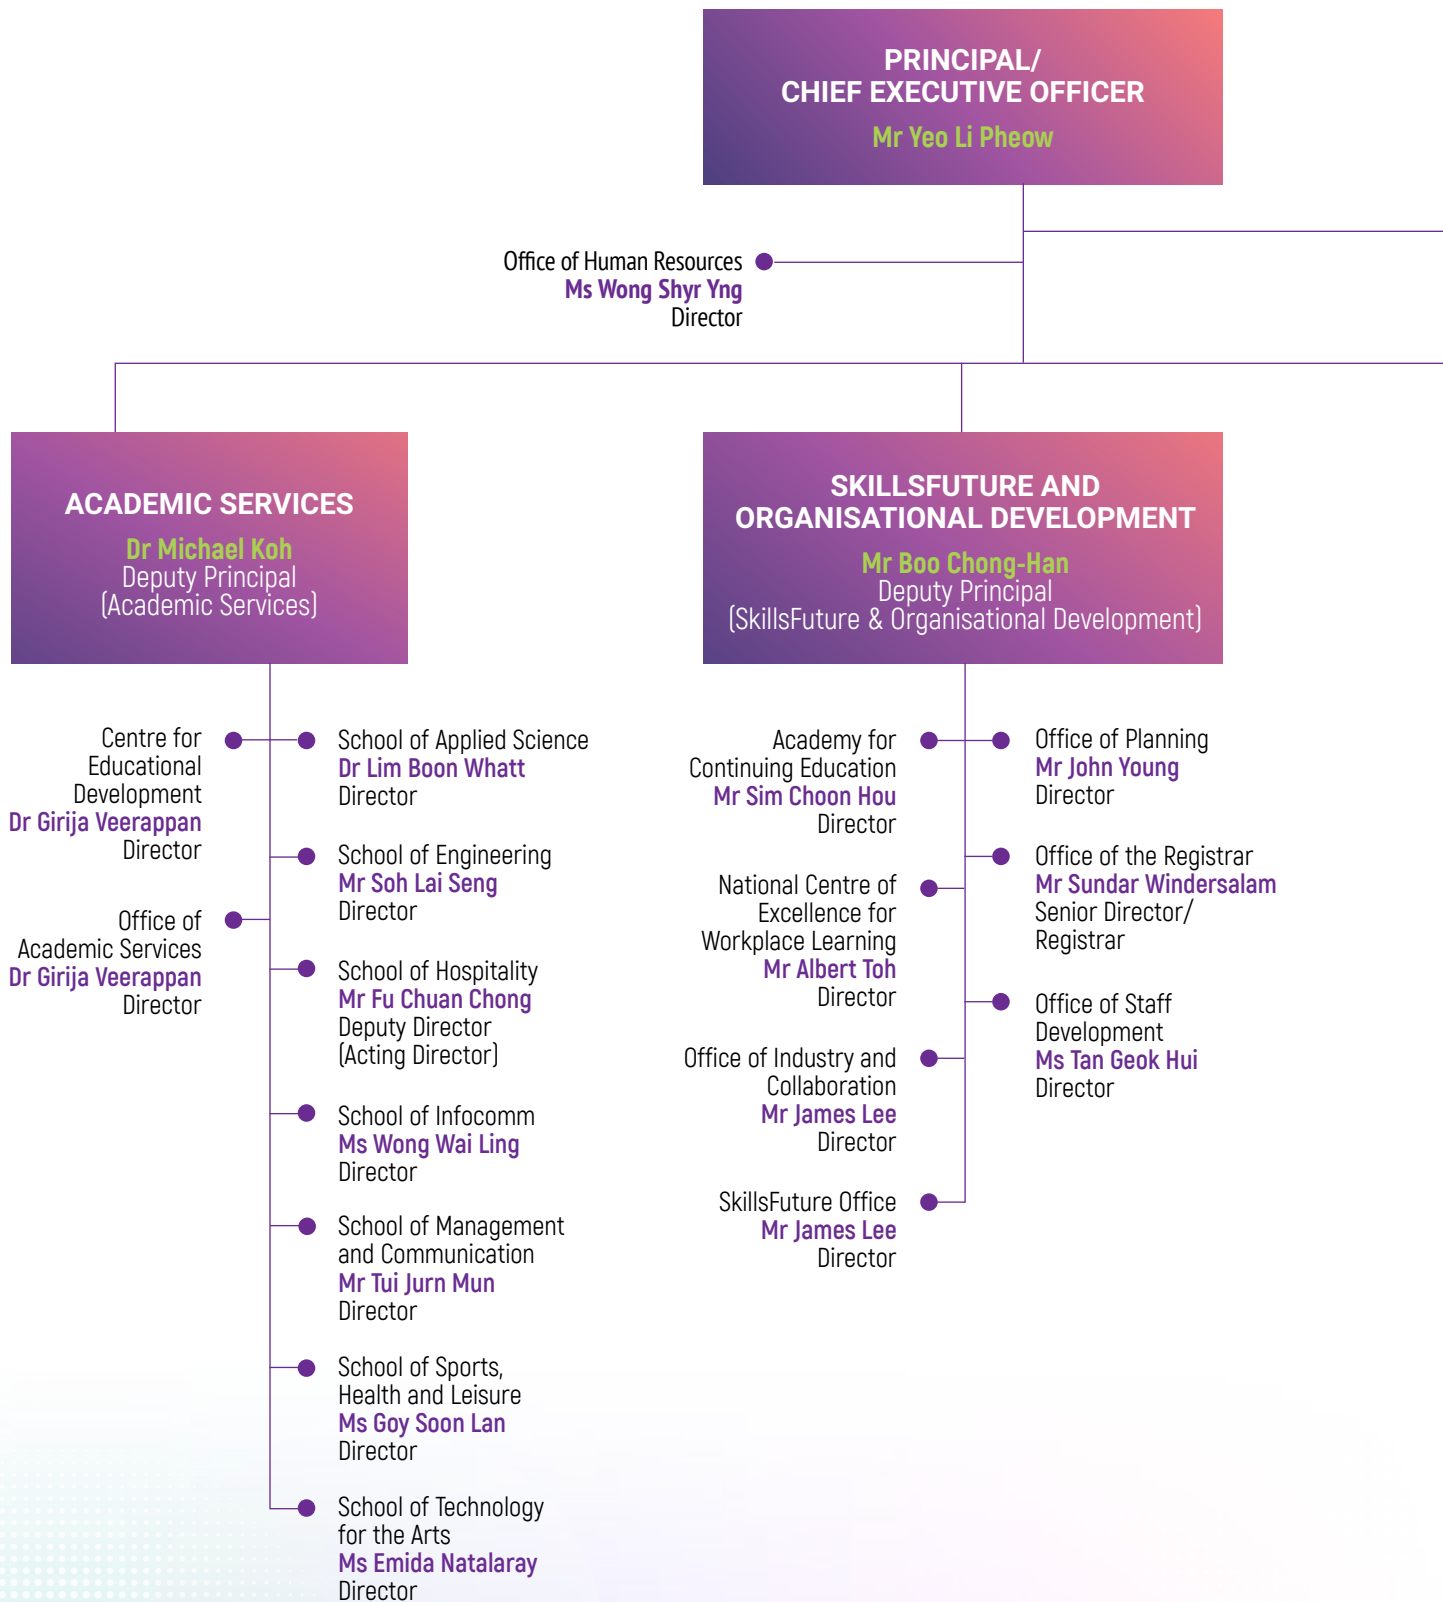 PRINCIPAL/
CHIEF EXECUTIVE OFFICER
Mr Yeo Li Pheow
Office of Human Resources
Ms Wong Shyr Yng
Director
ACADEMIC SERVICES
Dr Michael Koh
Deputy Principal
(Academic Services)
Centre for
Educational
Development
Dr Girija Veerappan
Director
Office of
Academic Services
Dr Girija Veerappan
Director
School of Applied Science
Dr Lim Boon Whatt
Director
School of Engineering
Mr Soh Lai Seng
Director
School of Hospitality
Mr Fu Chuan Chong
Deputy Director
(Acting Director)
School of Infocomm
Ms Wong Wai Ling
Director
School of Management
and Communication
Mr Tui Jurn Mun
Director
School of Sports,
Health and Leisure
Ms Goy Soon Lan
Director
School of Technology
for the Arts
Ms Emida Natalaray
Director
SKILLSFUTURE AND
ORGANISATIONAL DEVELOPMENT
Mr Boo Chong-Han
Deputy Principal
(SkillsFuture & Organisational Development)
Academy for
Continuing Education
Mr Sim Choon Hou
Director
National Centre of
Excellence for
Workplace Learning
Mr Albert Toh
Director
Office of Industry and
Collaboration
Mr James Lee
Director
SkillsFuture Office
Mr James Lee
Director
Office of Planning
Mr John Young
Director
Office of the Registrar
Mr Sundar Windersalam
Senior Director/
Registrar
Office of Staff
Development
Ms Tan Geok Hui
Director